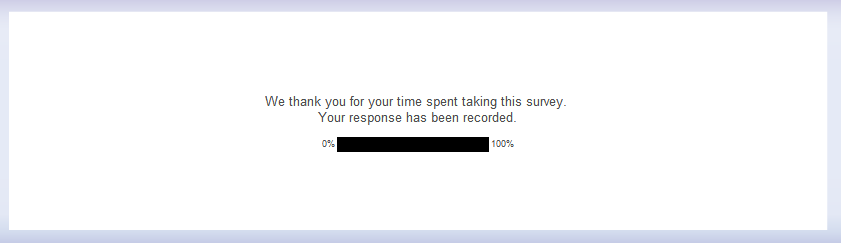 We thank you for your time spent taking this survey.
Your response has been recorded.
0% 100%